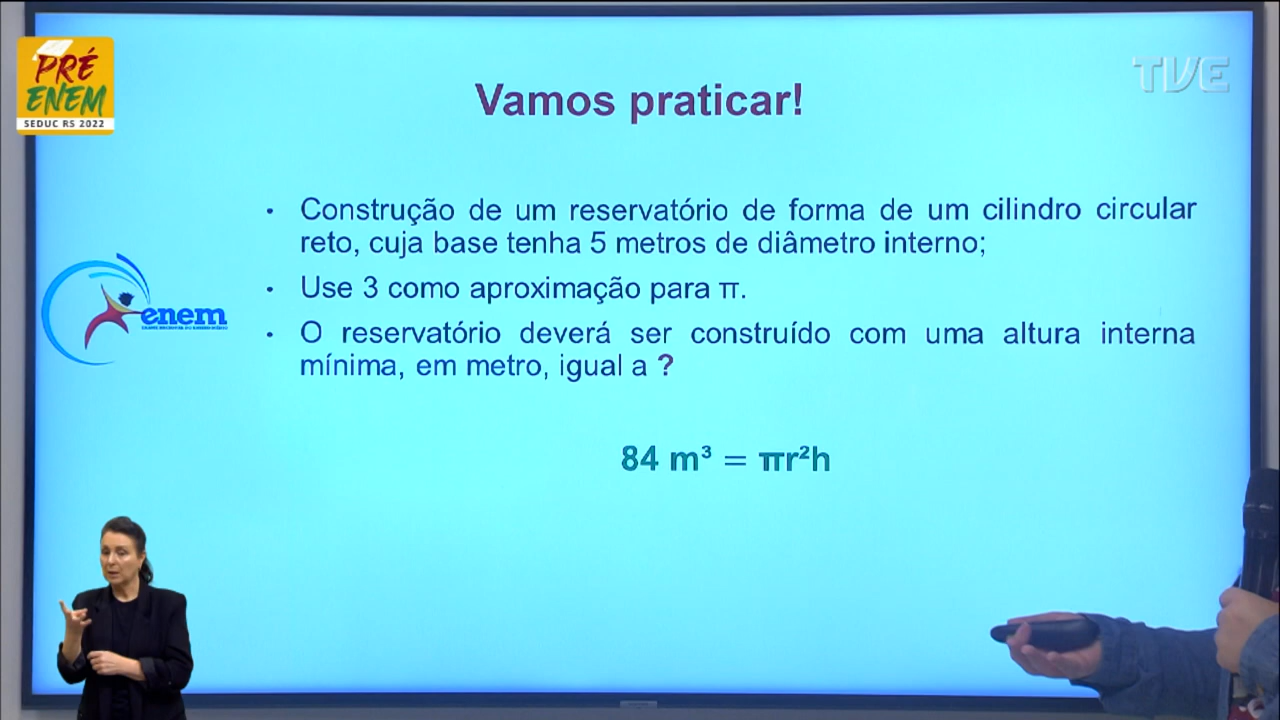 PRÉ
ENEM
SEDUC RS 2022
TVE
Vamos praticar!
• Construção de um reservatório de forma de um cilindro circular
reto, cuja base tenha 5 metros de diâmetro interno;
• Use 3 como aproximação para π.
• O reservatório deverá ser construído com uma altura interna
mínima, em metro, igual a ?
enem
84 m³ = πr²h